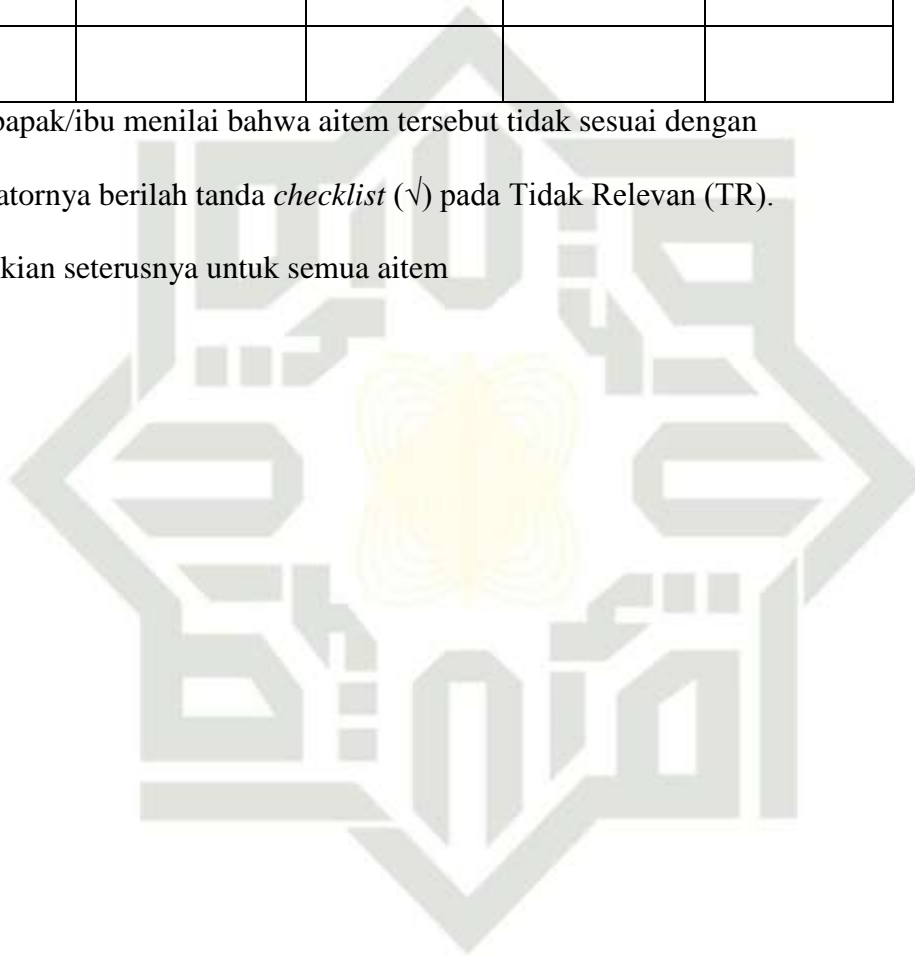 bapak/ibu menilai bahwa aitem tersebut tidak sesuai dengan
atornya berilah tanda checklist (√) pada Tidak Relevan (TR).
kian seterusnya untuk semua aitem